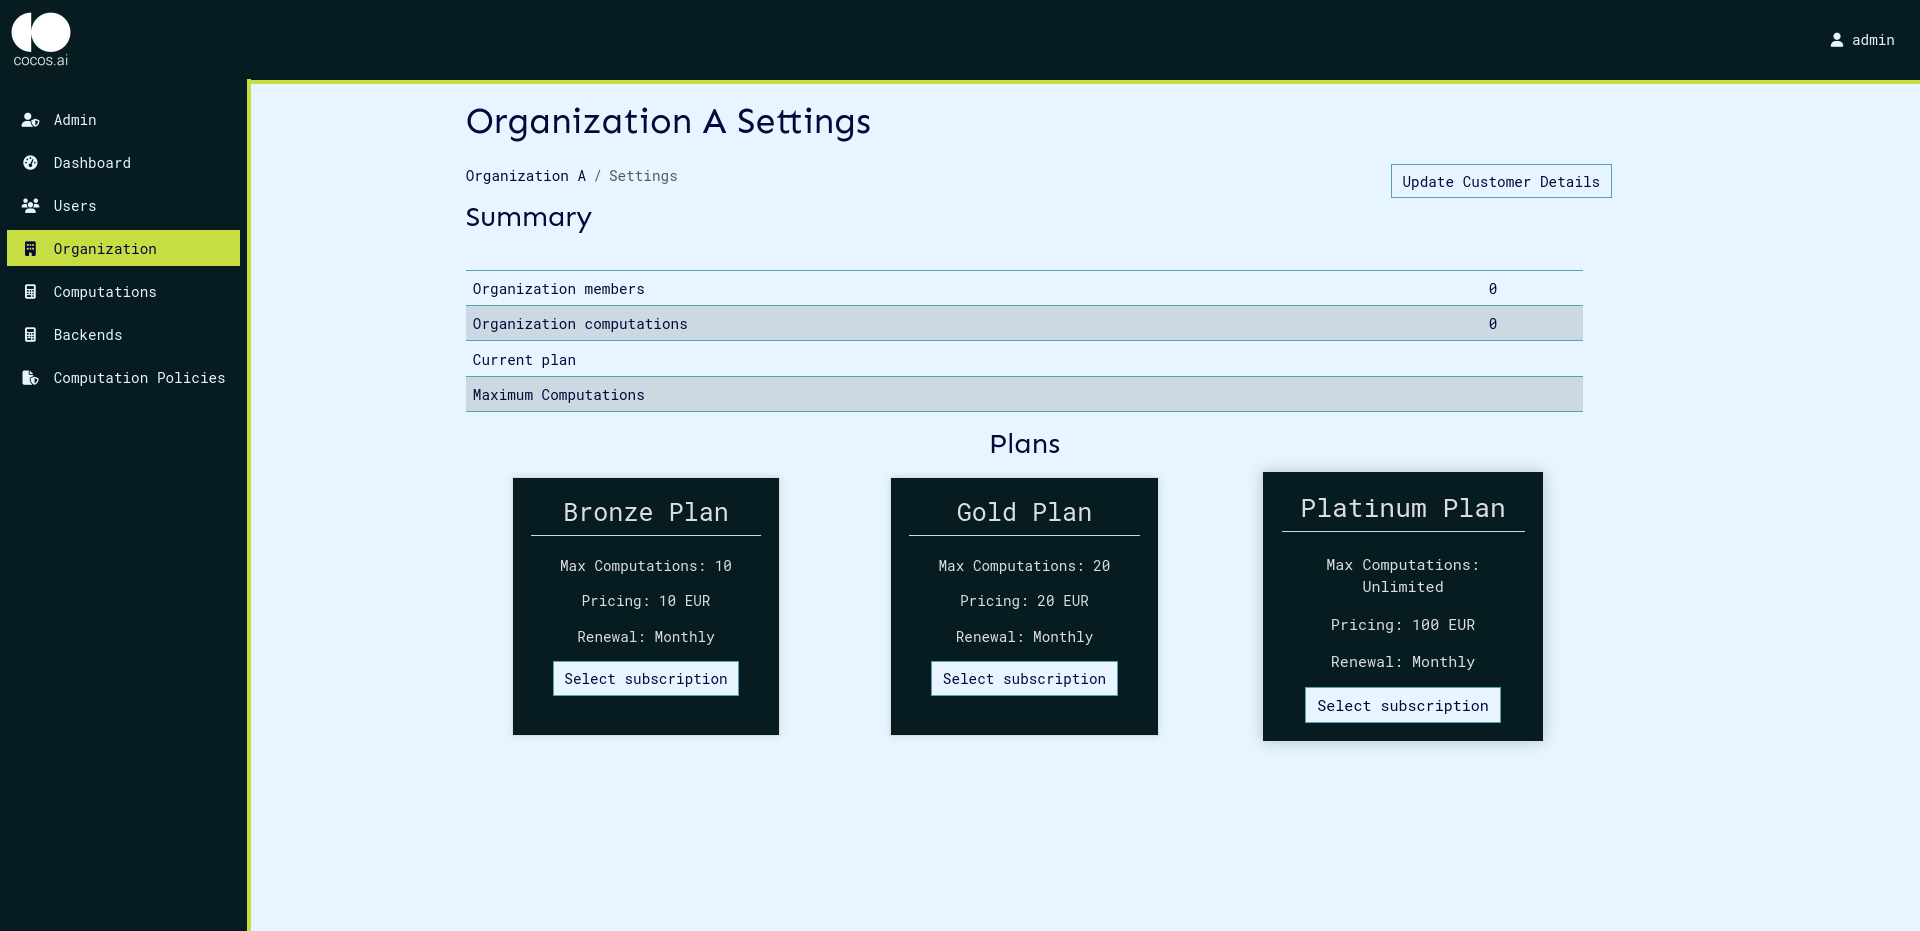 cocos.ai
admin
Admin
Dashboard
Users
Organization
Computations
Backends
Computation Policies
Organization A Settings
Organization A / Settings
Update Customer Details
Summary
Organization members 0
Organization computations 0
Current plan
Maximum Computations
Plans
Bronze Plan
Max Computations: 10
Pricing: 10 EUR
Renewal: Monthly
Select subscription
Gold Plan
Max Computations: 20
Pricing: 20 EUR
Renewal: Monthly
Select subscription
Platinum Plan
Max Computations:
Unlimited
Pricing: 100 EUR
Renewal: Monthly
Select subscription